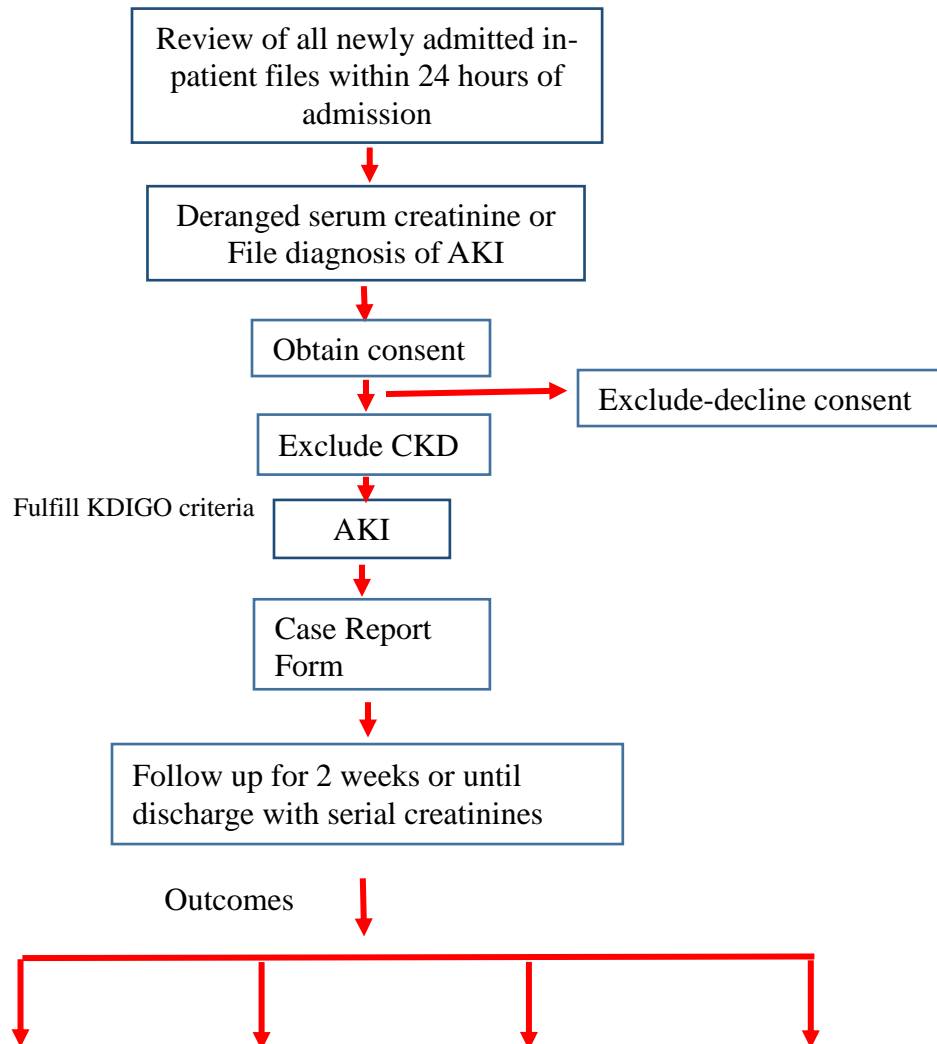 Review of all newly admitted in-
patient files within 24 hours of
admission
Deranged serum creatinine or
File diagnosis of AKI
Obtain consent
Exclude-decline consent
Exclude CKD
Fulfill KDIGO criteria
AKI
Case Report
Form
Follow up for 2 weeks or until
discharge with serial creatinines
Outcomes